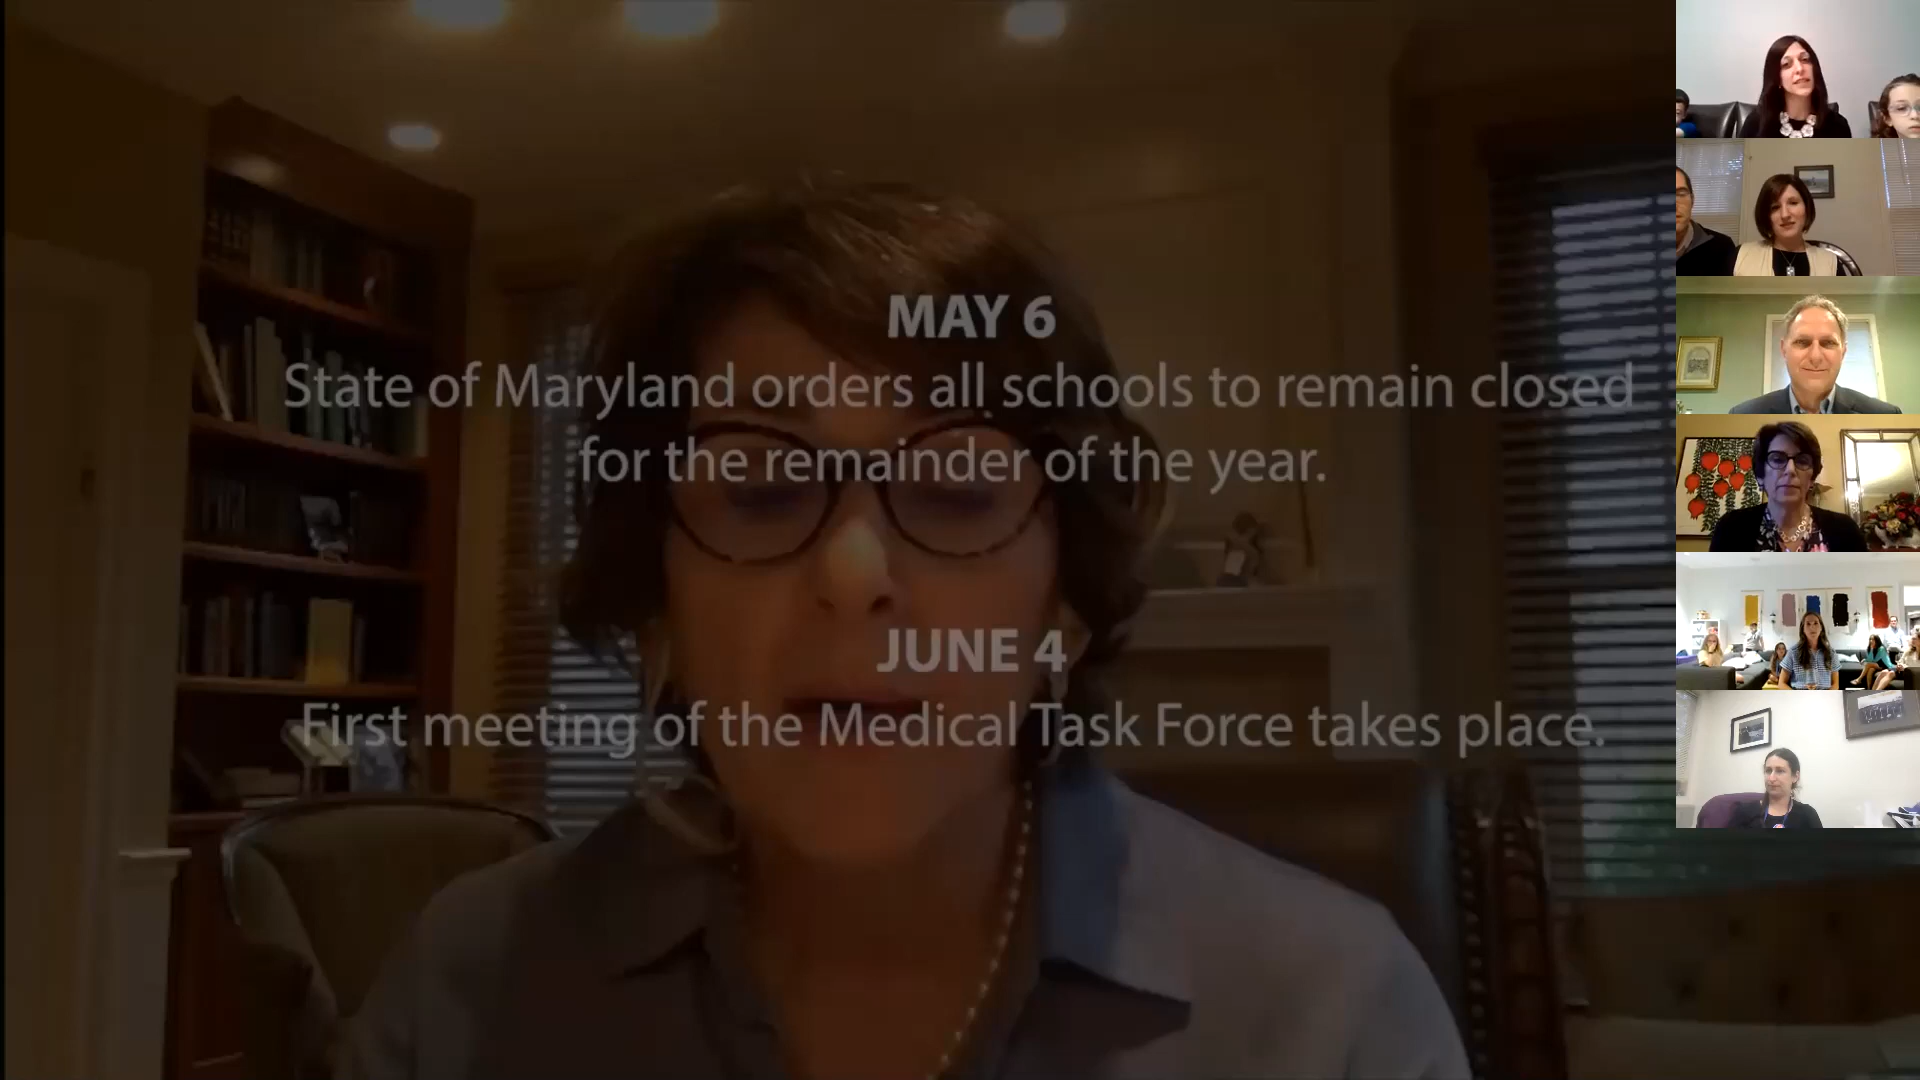 MAY 6
State of Maryland orders all schools to remain closed
for the remainder of the year.
JUNE 4
First meeting of the Medical Task Force takes place.